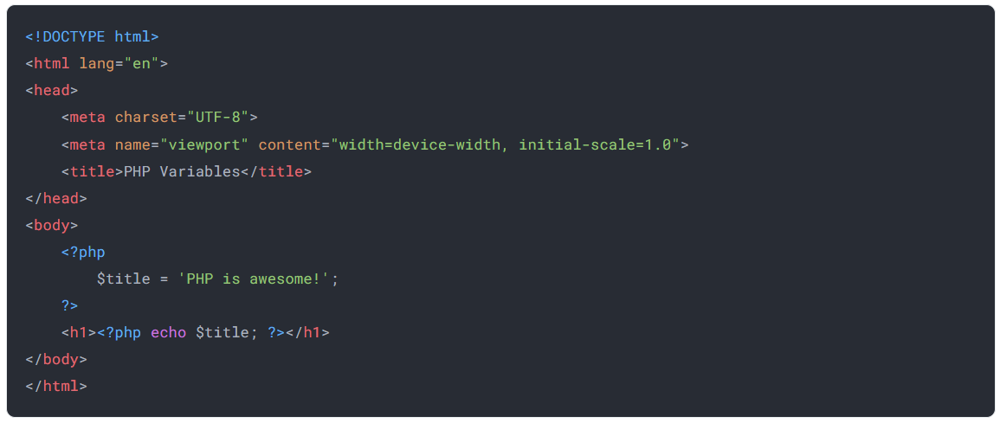 <!DOCTYPE html>
<html lang="en">
<head>
    <meta charset="UTF-8">
    <meta name="viewport" content="width=device-width, initial-scale=1.0">
    <title>PHP Variables</title>
</head>
<body>
    <?php
        $title = 'PHP is awesome!';
    ?>
    <h1><?php echo $title; ?></h1>
</body>
</html>